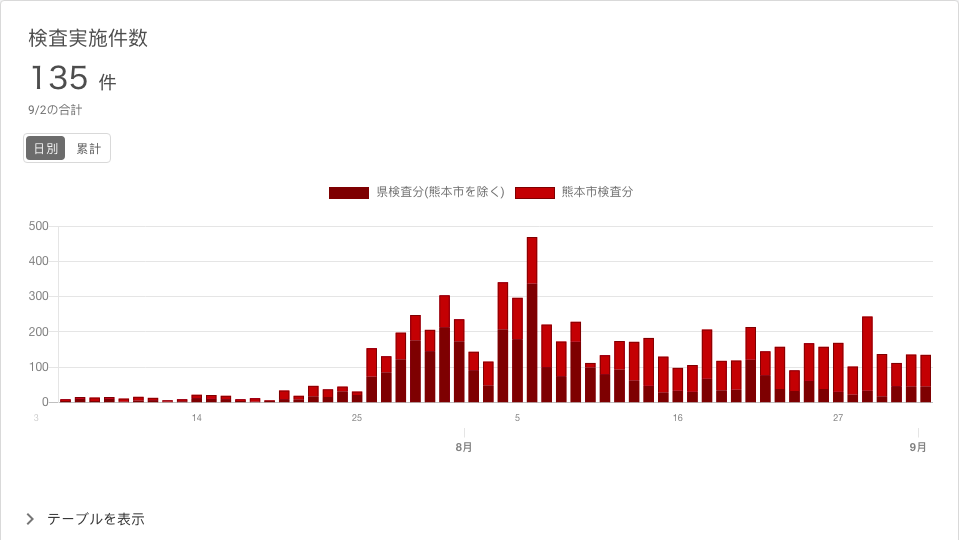 検査実施件数
135 件
9/2の合計
日別 累計
県検査分(熊本市を除く) 熊本市検査分
500
400
300
200
100
0
3 14 25 5 16 27
8月 9月
テーブルを表示